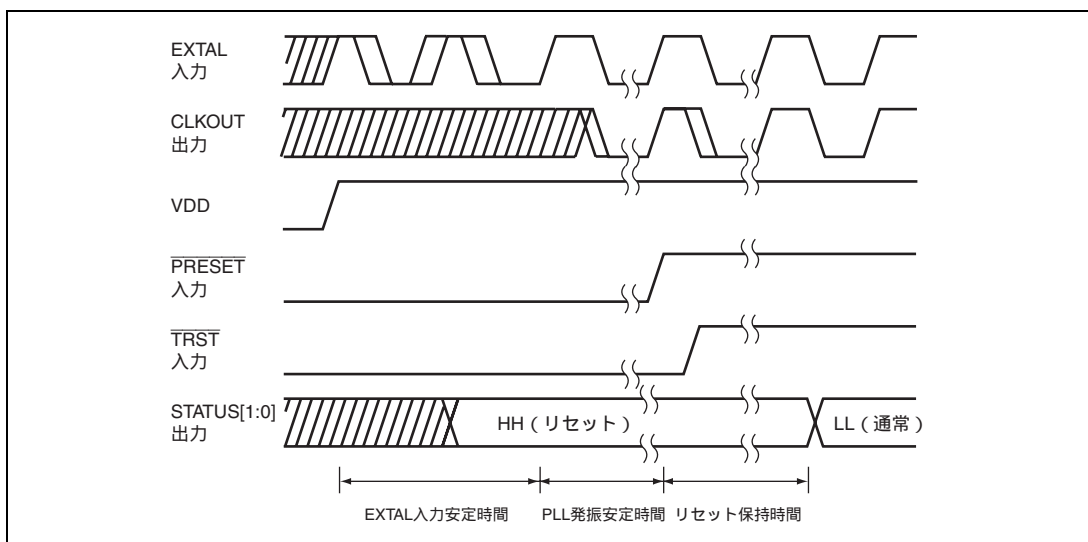 EXTAL
入力
CLKOUT
出力
VDD
PRESET
入力
TRST
入力
STATUS[1:0]
出力
HH（リセット）
LL（通常）
EXTAL入力安定時間
PLL発振安定時間
リセット保持時間